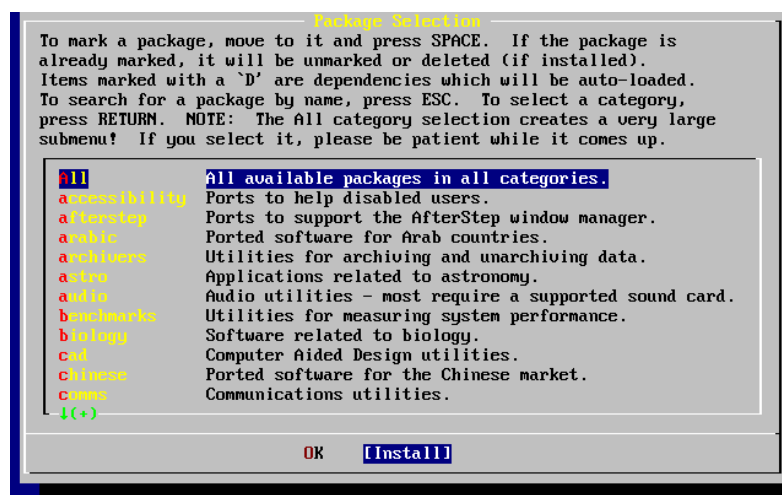 Package Selection
To mark a package, move to it and press SPACE.  If the package is
already marked, it will be unmarked or deleted (if installed).
Items marked with a `D' are dependencies which will be auto-loaded.
To search for a package by name, press ESC.  To select a category,
press RETURN.  NOTE:  The All category selection creates a very large
submenu!  If you select it, please be patient while it comes up.
All All available packages in all categories.
accessibility Ports to help disabled users.
afterstep Ports to support the AfterStep window manager.
arabic Ported software for Arab countries.
archivers Utilities for archiving and unarchiving data.
astro Applications related to astronomy.
audio Audio utilities - most require a supported sound card.
benchmarks Utilities for measuring system performance.
biology Software related to biology.
cad Computer Aided Design utilities.
chinese Ported software for the Chinese market.
comms Communications utilities.
↓(+)
OK [Install]